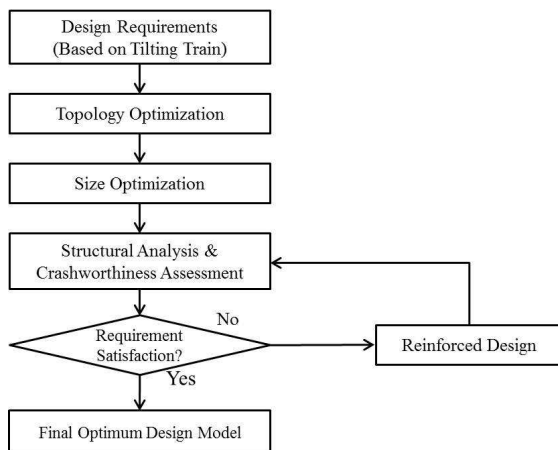 Design Requirements
(Based on Tilting Train)
Topology Optimization
Size Optimization
Structural Analysis &
Crashworthiness Assessment
Requirement
Satisfaction?
No
Reinforced Design
Yes
Final Optimum Design Model